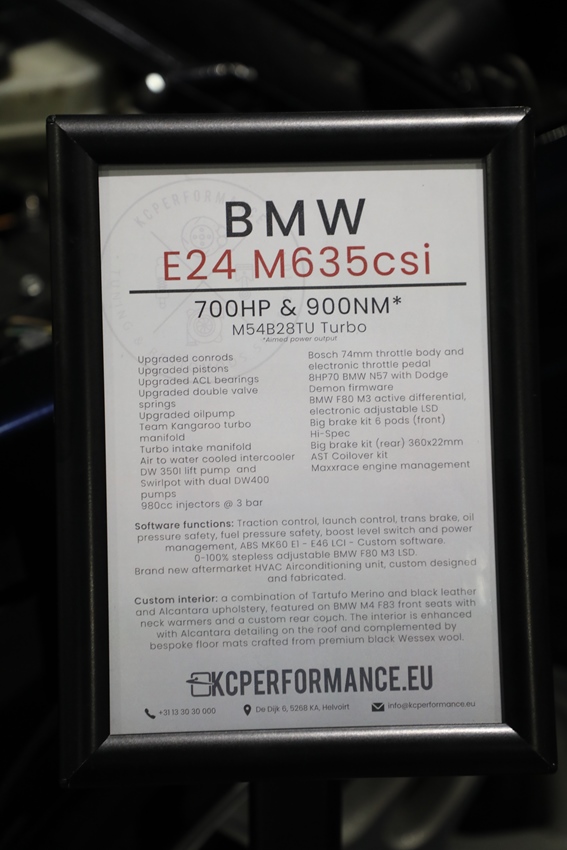 BMW
E24 M635csi
700HP & 900NM*
M54B28TU Turbo
*Aimed power output
Upgraded conrods
Upgraded pistons
Upgraded ACL bearings
Upgraded double valve
springs
Upgraded oilpump
Team Kangaroo turbo
manifold
Turbo intake manifold
Air to water cooled intercooler
DW 350l lift pump and
Swirlpot with dual DW400
pumps
980cc injectors @ 3 bar
Bosch 74mm throttle body and
electronic throttle pedal
8HP70 BMW N57 with Dodge
Demon firmware
BMW F80 M3 active differential,
electronic adjustable LSD
Big brake kit 6 pods (front)
Hi-Spec
Big brake kit (rear) 360x22mm
AST Coilover kit
Maxxrace engine management
Software functions: Traction control, launch control, trans brake, oil
pressure safety, fuel pressure safety, boost level switch and power
management, ABS MK60 E1 - E46 LCI - Custom software.
0-100% stepless adjustable BMW F80 M3 LSD.
Brand new aftermarket HVAC Airconditioning unit, custom designed
and fabricated.
Custom interior: a combination of Tartufo Merino and black leather
and Alcantara upholstery, featured on BMW M4 F83 front seats with
neck warmers and a custom rear couch. The interior is enhanced
with Alcantara detailing on the roof and complemented by
bespoke floor mats crafted from premium black Wessex wool.
KCPERFORMANCE.EU
+31 13 30 30 000 De Dijk 6, 5268 KA, Helvoirt info@kcperformance.eu
KCPERFORMANCE